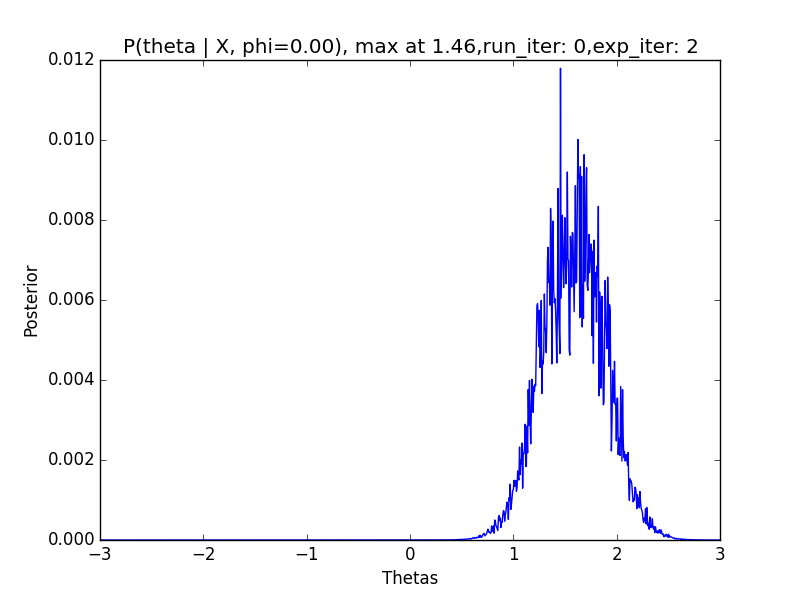 P(theta | X, phi=0.00), max at 1.46,run_iter: 0,exp_iter: 2
0.012
0.010
0.008
0.006
0.004
0.002
0.000
Posterior
−3 −2 −1 0 1 2 3
Thetas